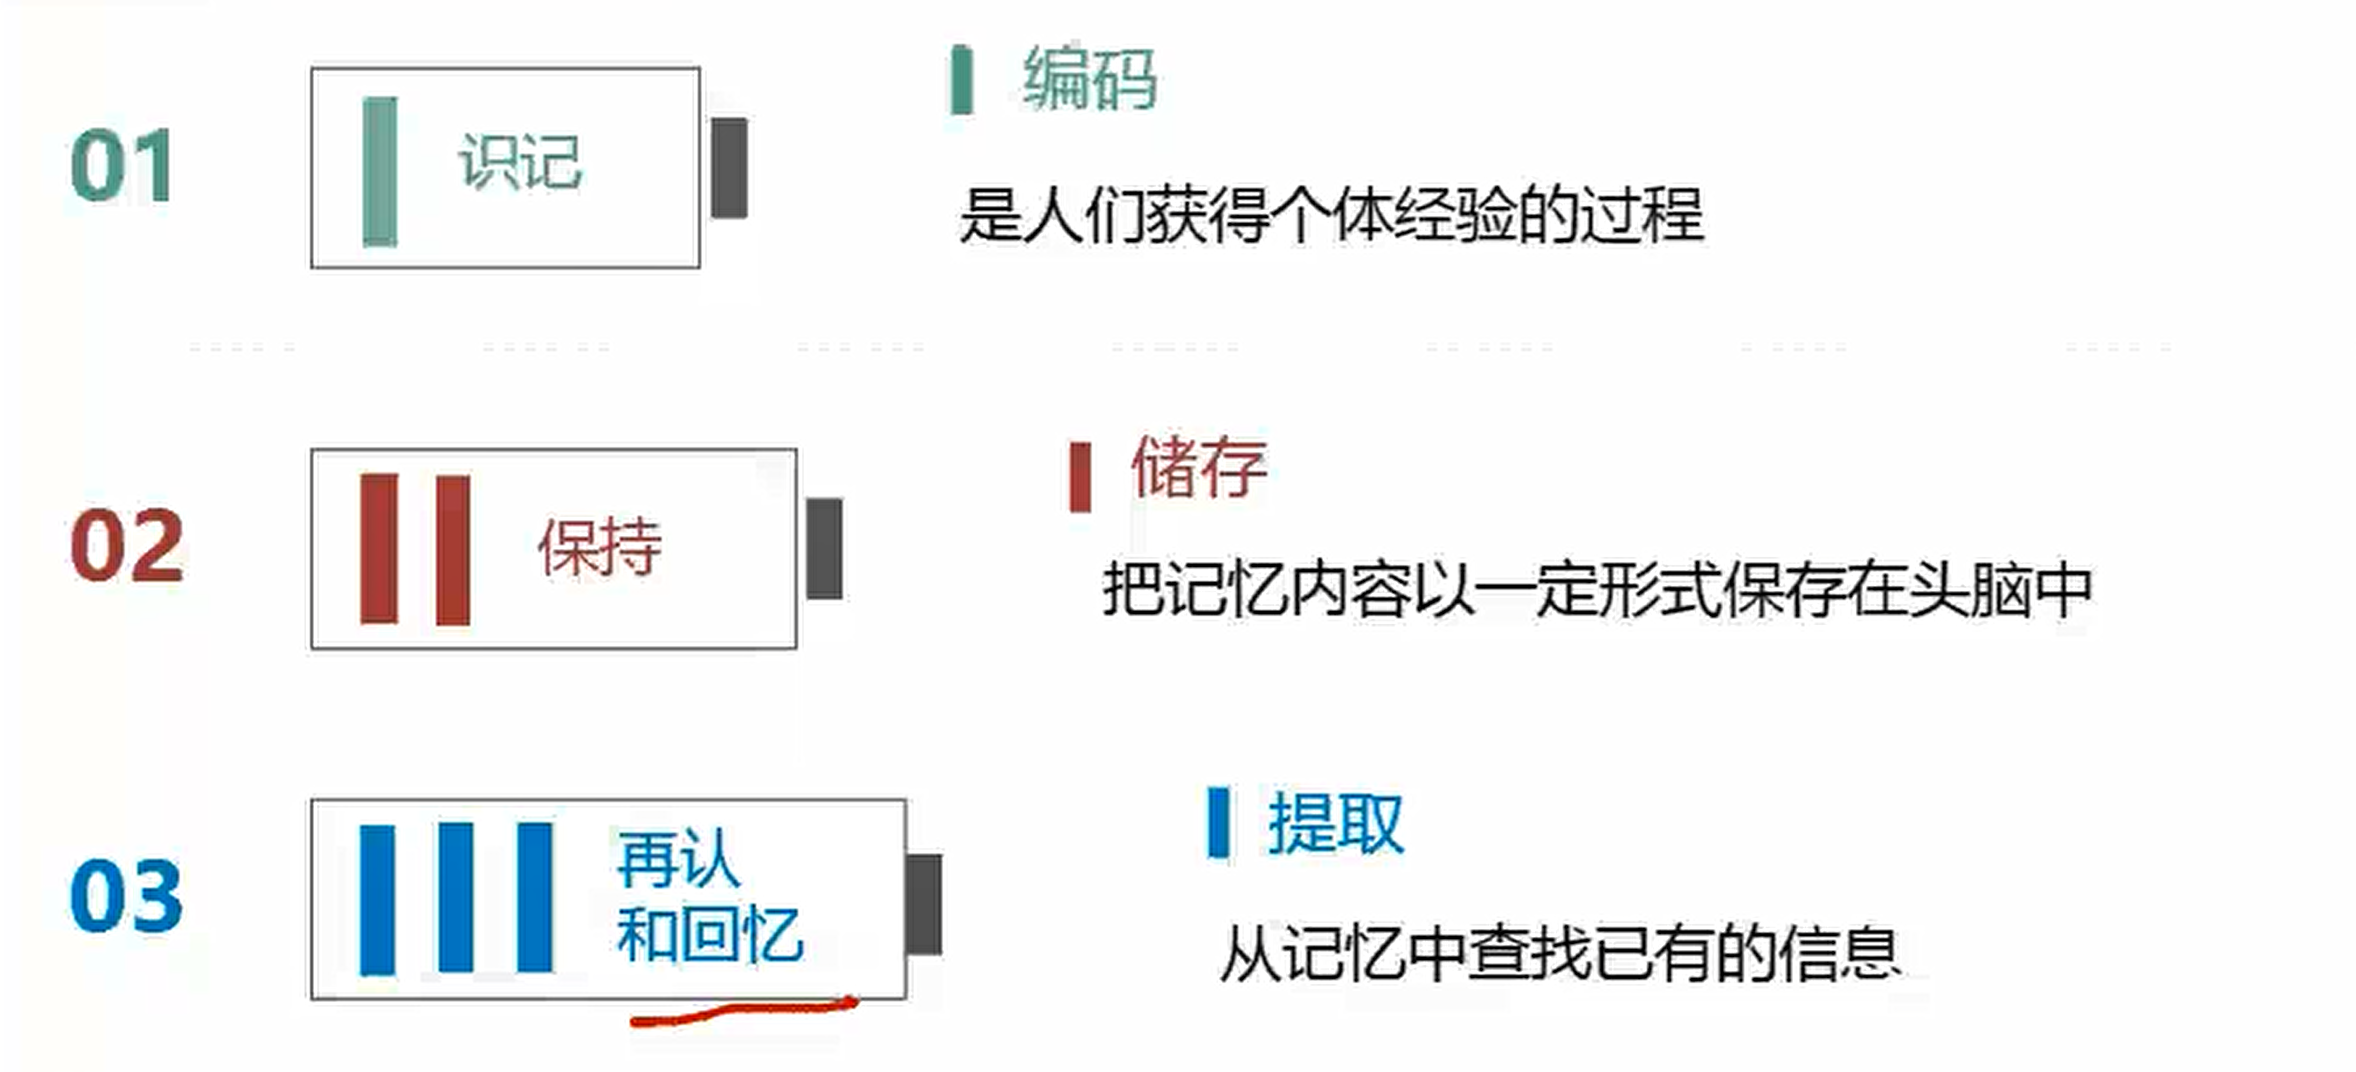 01
识记
编码
是人们获得个体经验的过程
02
保持
储存
把记忆内容以一定形式保存在头脑中
03
再认
和回忆
提取
从记忆中查找已有的信息